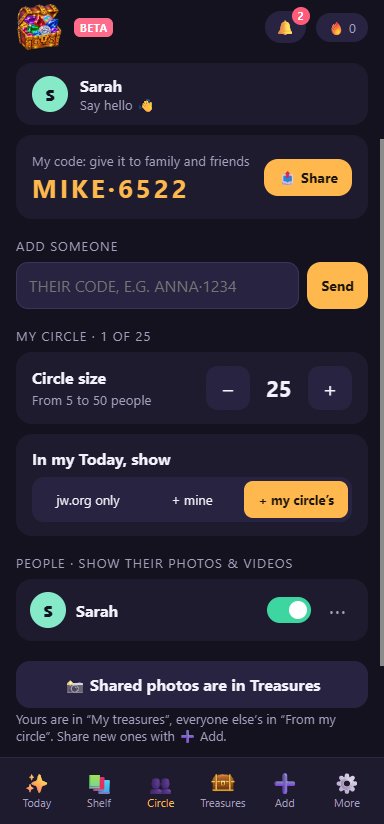 BETA
2
0
S
Sarah
Say hello 👋
My code: give it to family and friends
MIKE·6522
📤 Share
ADD SOMEONE
THEIR CODE, E.G. ANNA·1234
Send
MY CIRCLE · 1 OF 25
Circle size
From 5 to 50 people
– 25 +
In my Today, show
jw.org only
+ mine
+ my circle's
PEOPLE · SHOW THEIR PHOTOS & VIDEOS
S
Sarah
...
📸 Shared photos are in Treasures
Yours are in “My treasures”, everyone else’s in “From my
circle”. Share new ones with ➕ Add.
Today
Shelf
Circle
Treasures
Add
More